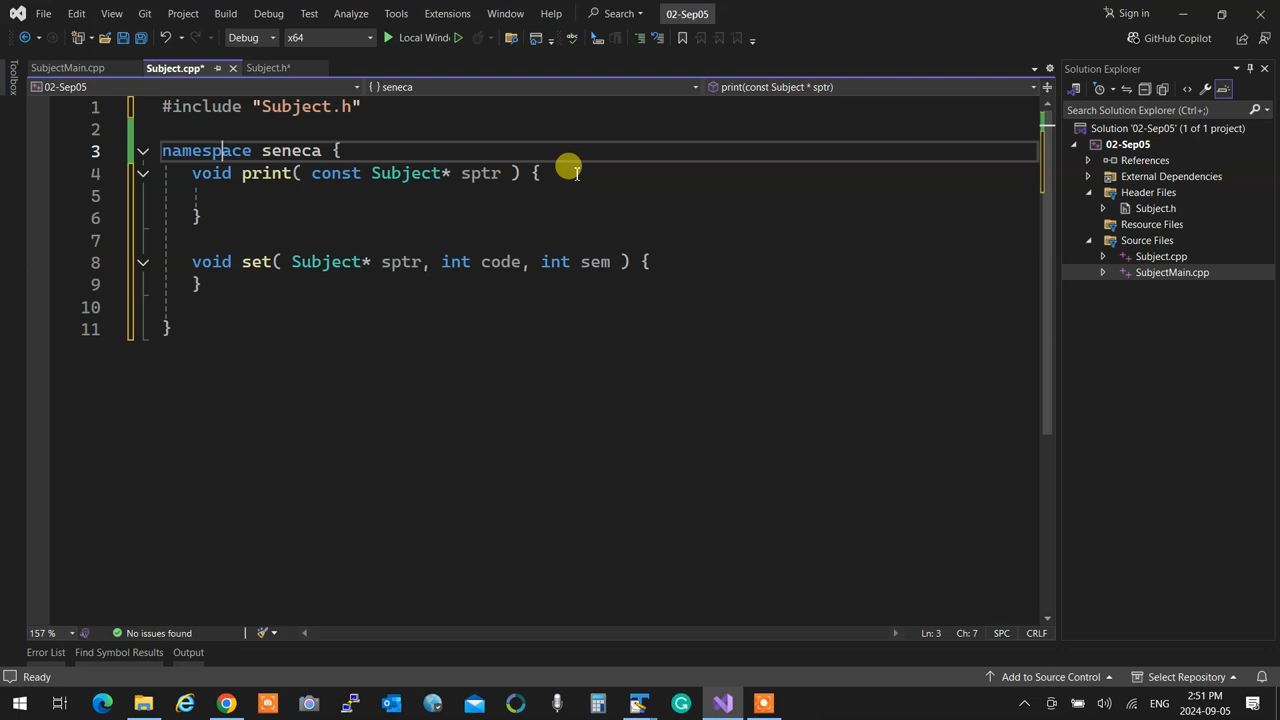 File Edit View Git Project Build Debug Test Analyze Tools Extensions Window Help Search 02-Sep05 Sign in
Debug x64 Local Wind GitHub Copilot
Toolbox
SubjectMain.cpp Subject.cpp* Subject.h*
02-Sep05 {} seneca print(const Subject * sptr)
1 #include "Subject.h"
2
3 namespace seneca {
4 void print( const Subject* sptr ) {
5
6 }
7
8 void set( Subject* sptr, int code, int sem ) {
9 }
10
11 }
Solution Explorer
Search Solution Explorer (Ctrl+;)
Solution '02-Sep05' (1 of 1 project)
02-Sep05
References
External Dependencies
Header Files
Subject.h
Resource Files
Source Files
Subject.cpp
SubjectMain.cpp
157 % No issues found Ln: 3 Ch: 7 SPC CRLF
Error List Find Symbol Results Output
Ready Add to Source Control Select Repository
ENG 2:51 PM
2024-09-05